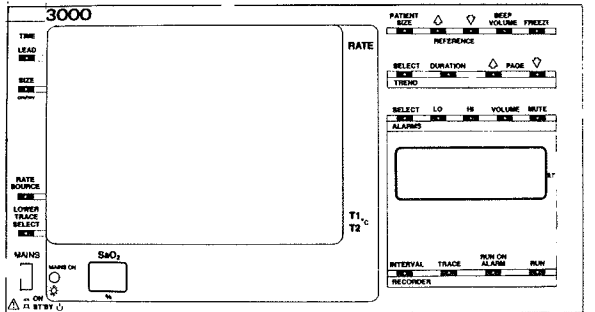 3000
TIME
LEAD
SIZE
RATE
SOURCE
LOWER
TRACE
SELECT
MAINS
ON
ST'BY
MAINS ON
SaO₂
%
RATE
T1 °C
T2
PATIENT SIZE BEEP VOLUME FREEZE
REFERENCE
SELECT DURATION PAGE
TREND
SELECT LO HI VOLUME MUTE
ALARMS
INTERVAL TRACE RUN ON ALARM RUN
RECORDER